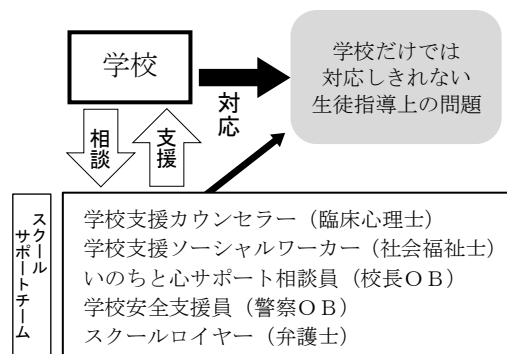 学校
学校だけでは
対応しきれない
生徒指導上の問題
対応
相談
支援
スクール
サポートチーム
学校支援カウンセラー（臨床心理士）
学校支援ソーシャルワーカー（社会福祉士）
いのちと心サポート相談員（校長ＯＢ）
学校安全支援員（警察ＯＢ）
スクールロイヤー（弁護士）